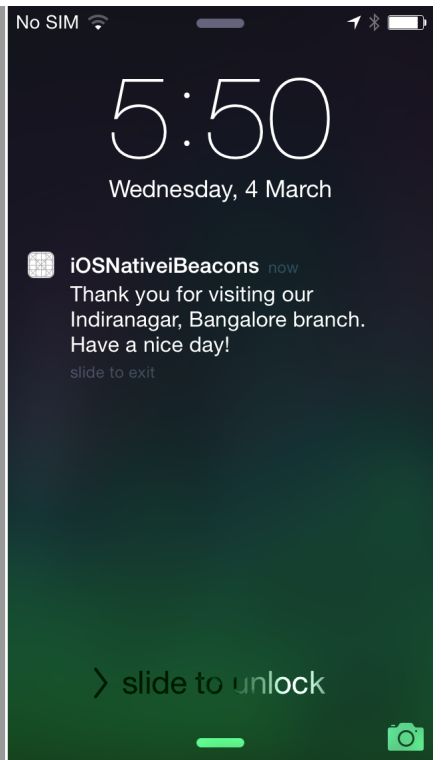 No SIM
5:50
Wednesday, 4 March
iOSNativeiBeacons now
Thank you for visiting our
Indiranagar, Bangalore branch.
Have a nice day!
slide to exit
> slide to unlock